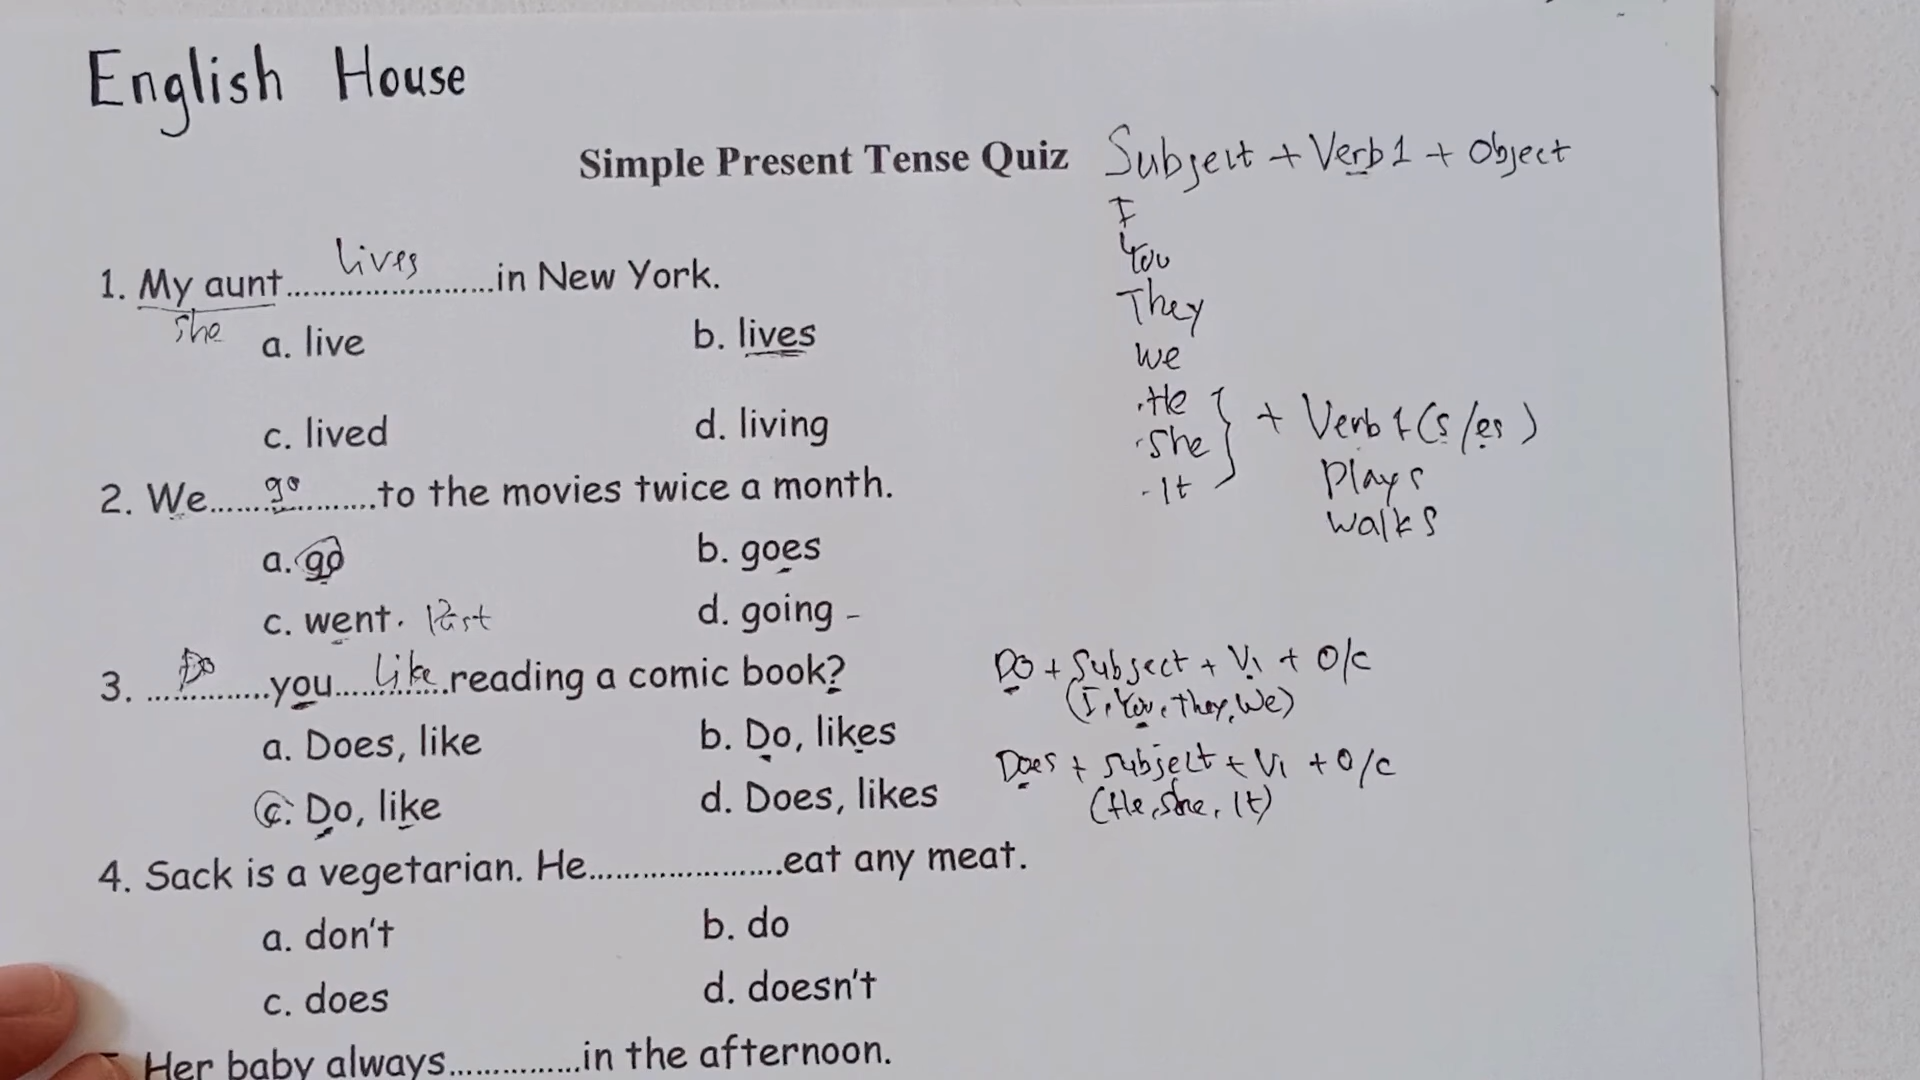 English House
Simple Present Tense Quiz Subject + Verb 1 + Object
I
You
They
We
He
She
It
+ Verb 1 (s/es)
Plays
Walks
lives
1. My aunt........................in New York.
She
a. live b. lives
c. lived d. living
go
2. We...................to the movies twice a month.
a. go b. goes
c. went. Past d. going -
Do like
3. ..............you.............reading a comic book?
a. Does, like b. Do, likes
c. Do, like d. Does, likes
Do + Subject + V1 + O/c
(I, You, They, We)
Does + Subject + V1 + O/c
(He, She, It)
4. Sack is a vegetarian. He......................eat any meat.
a. don't b. do
c. does d. doesn't
Her baby always...............in the afternoon.